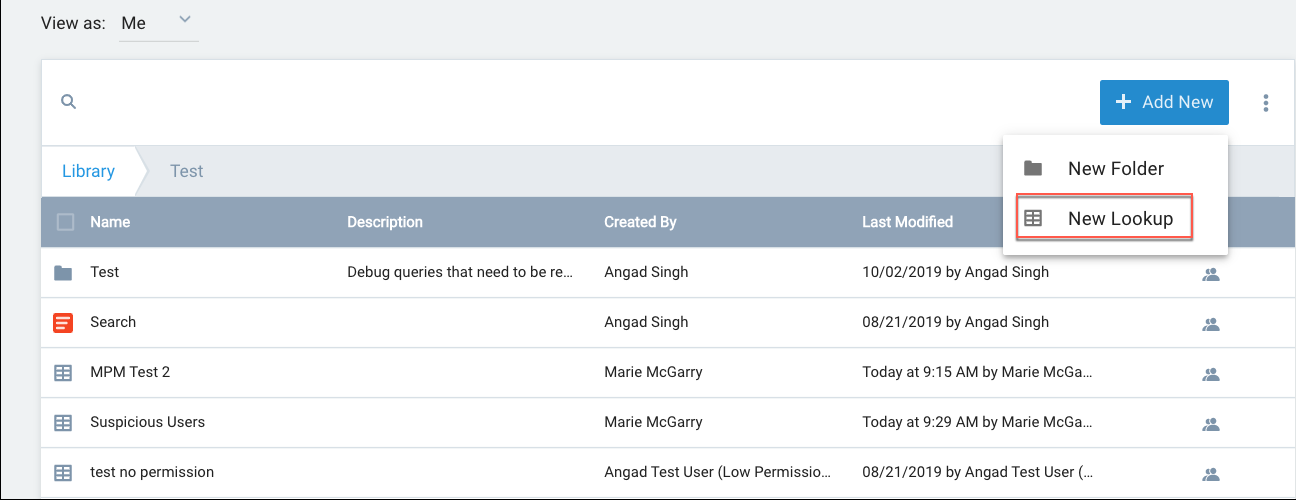 View as: Me
Add New
New Folder
New Lookup
Library Test
Name Description Created By Last Modified
Test Debug queries that need to be re... Angad Singh 10/02/2019 by Angad Singh
Search Angad Singh 08/21/2019 by Angad Singh
MPM Test 2 Marie McGarry Today at 9:15 AM by Marie McGa...
Suspicious Users Marie McGarry Today at 9:29 AM by Marie McGa...
test no permission Angad Test User (Low Permissio... 08/21/2019 by Angad Test User (...